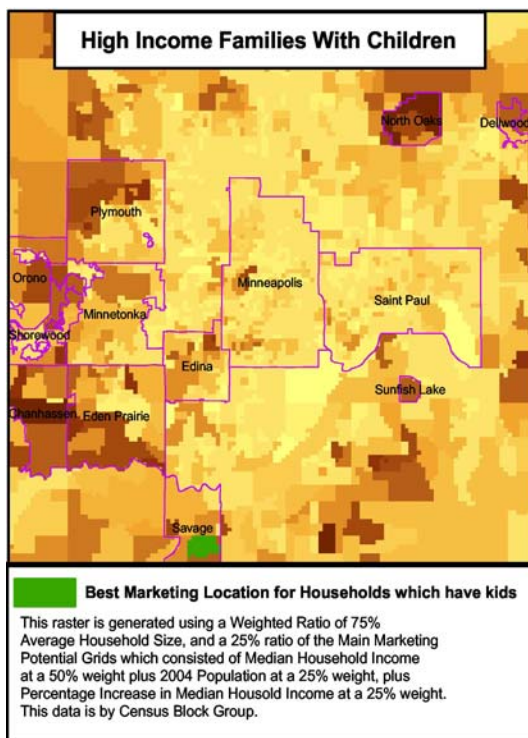 High Income Families With Children
North Oaks
Dellwood
Plymouth
Orono
Minneapolis
Minnetonka
Saint Paul
Shorewood
Edina
Sunfish Lake
Chanhassen
Eden Prairie
Savage
Best Marketing Location for Households which have kids
This raster is generated using a Weighted Ratio of 75%
Average Household Size, and a 25% ratio of the Main Marketing
Potential Grids which consisted of Median Household Income
at a 50% weight plus 2004 Population at a 25% weight, plus
Percentage Increase in Median Housold Income at a 25% weight.
This data is by Census Block Group.